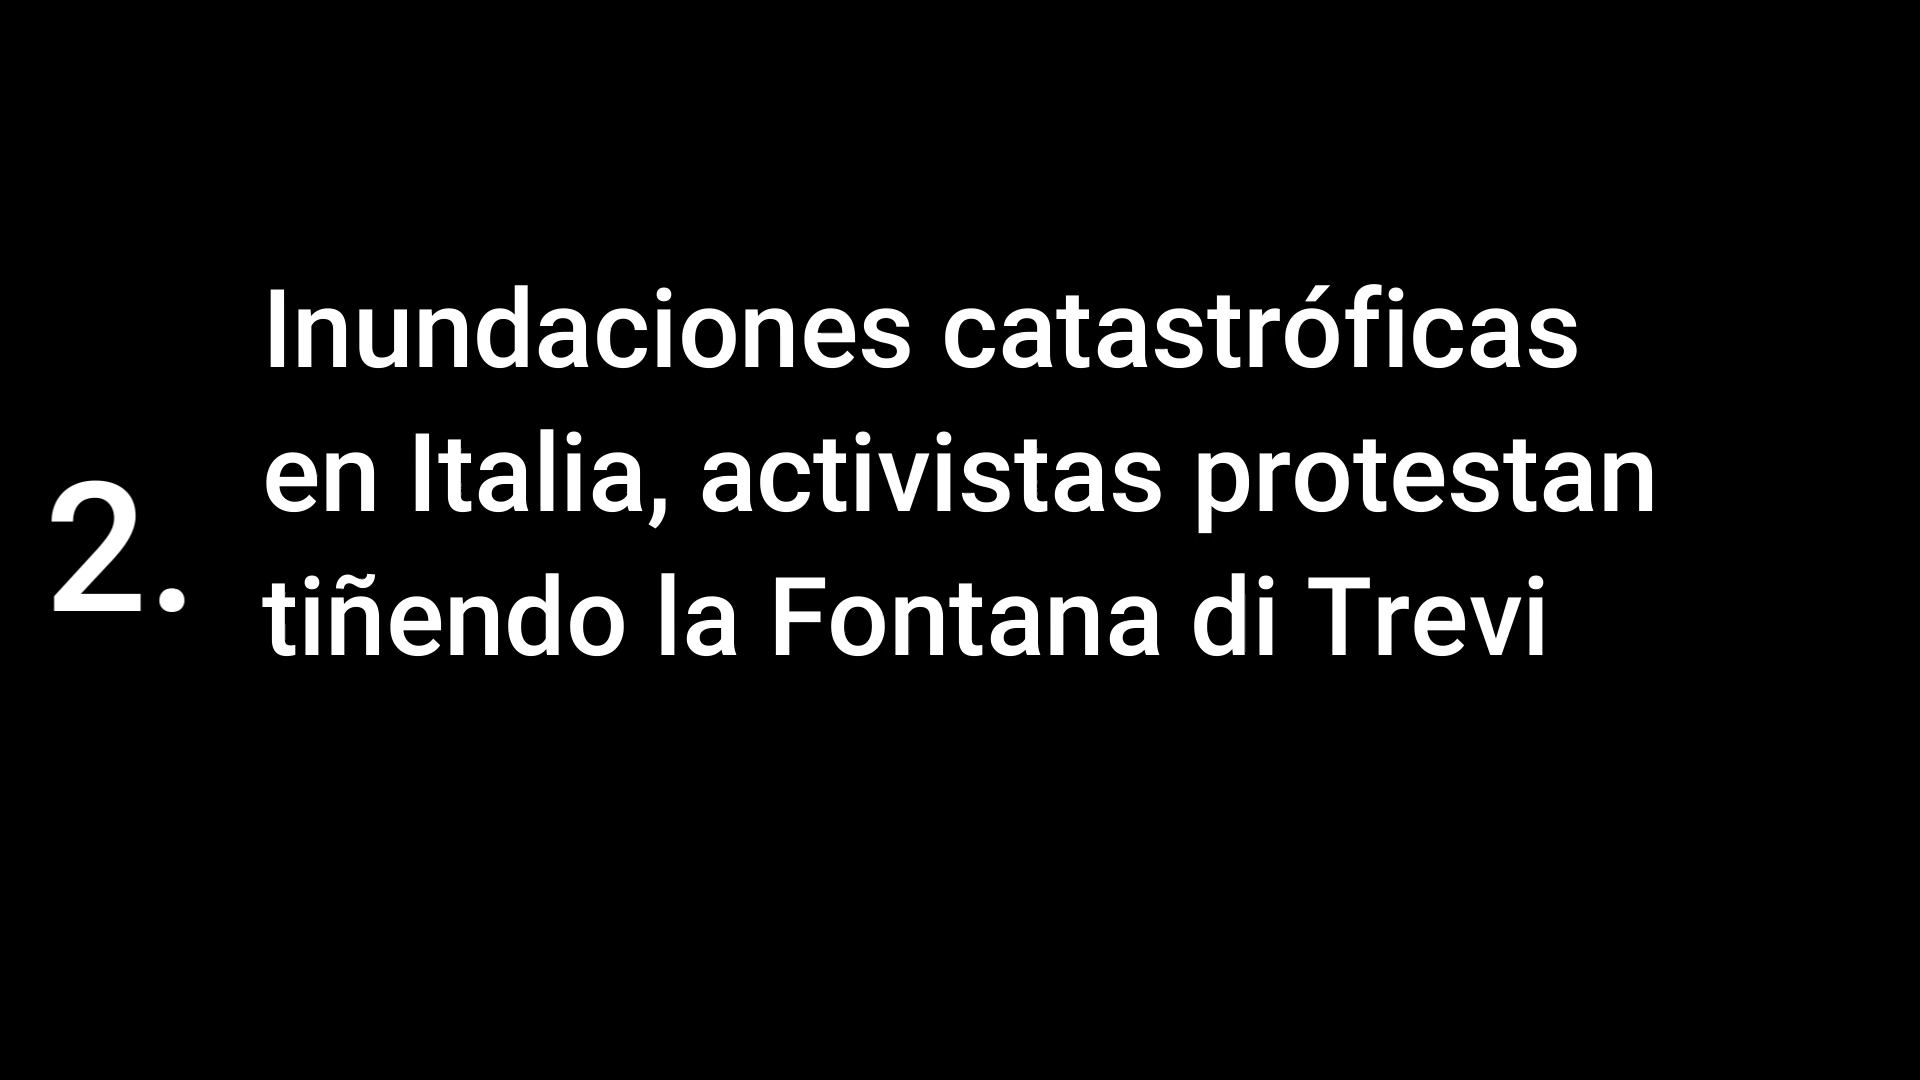 2.
Inundaciones catastróficas
en Italia, activistas protestan
tiñendo la Fontana di Trevi